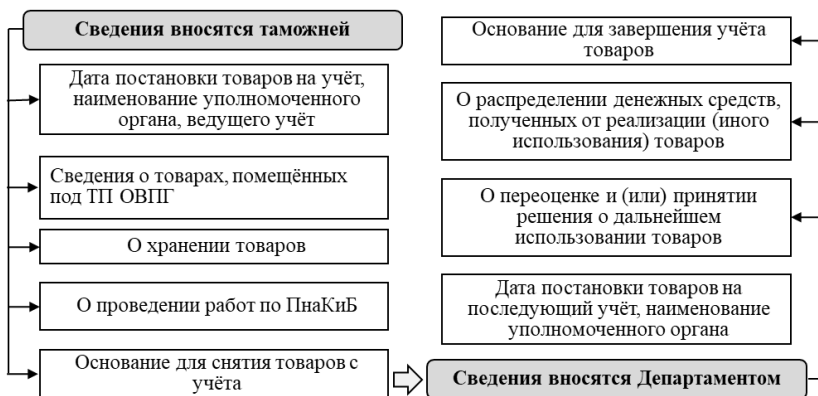 Сведения вносятся таможней
Дата постановки товаров на учёт,
наименование уполномоченного
органа, ведущего учёт
Сведения о товарах, помещённых
под ТП ОВПГ
О хранении товаров
О проведении работ по ПнаКиБ
Основание для снятия товаров с
учёта
Основание для завершения учёта
товаров
О распределении денежных средств,
полученных от реализации (иного
использования) товаров
О переоценке и (или) принятии
решения о дальнейшем
использовании товаров
Дата постановки товаров на
последующий учёт, наименование
уполномоченного органа
Сведения вносятся Департаментом